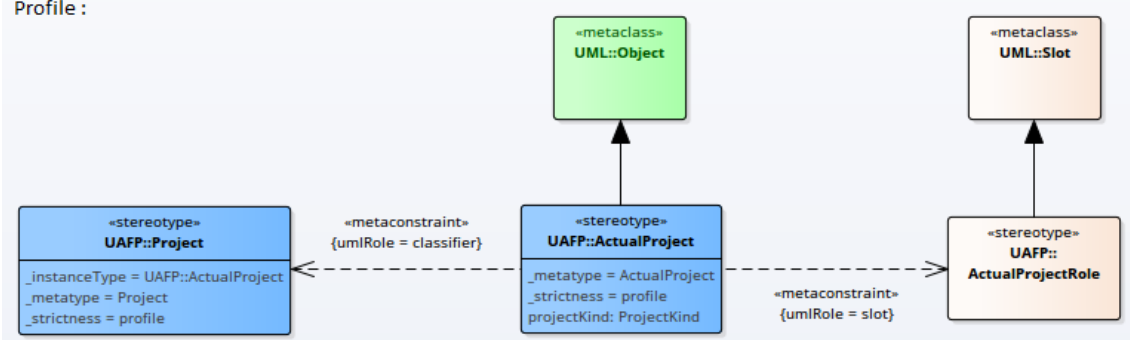 Profile :
«metaclass»
UML::Object
«metaclass»
UML::Slot
«stereotype»
UAFP::Project
_instanceType = UAFP::ActualProject
_metatype = Project
_strictness = profile
«metaconstraint»
{umlRole = classifier}
«stereotype»
UAFP::ActualProject
_metatype = ActualProject
_strictness = profile
projectKind: ProjectKind
«metaconstraint»
{umlRole = slot}
«stereotype»
UAFP::
ActualProjectRole